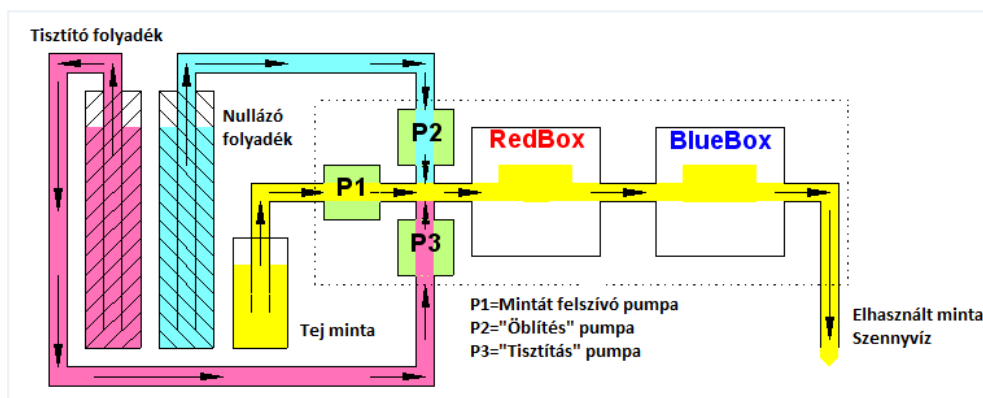 Tisztító folyadék
Nullázó
folyadék
P2
RedBox
BlueBox
P1
P3
Tej minta
P1=Mintát felszívó pumpa
P2="Öblítés" pumpa
P3="Tisztítás" pumpa
Elhasznált minta
Szennyvíz